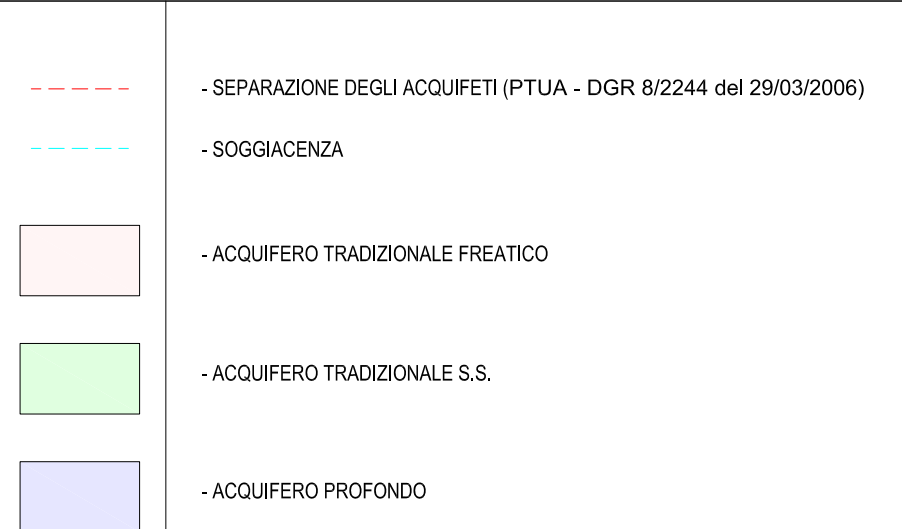 - SEPARAZIONE DEGLI ACQUIFETI (PTUA - DGR 8/2244 del 29/03/2006)
- SOGGIACENZA
- ACQUIFERO TRADIZIONALE FREATICO
- ACQUIFERO TRADIZIONALE S.S.
- ACQUIFERO PROFONDO